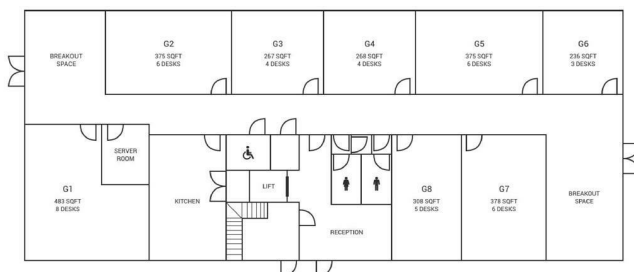 BREAKOUT
SPACE
G2
375 SQFT
6 DESKS
G3
267 SQFT
4 DESKS
G4
268 SQFT
4 DESKS
G5
375 SQFT
6 DESKS
G6
236 SQFT
3 DESKS
SERVER
ROOM
G1
483 SQFT
8 DESKS
KITCHEN
LIFT
RECEPTION
G8
308 SQFT
5 DESKS
G7
378 SQFT
6 DESKS
BREAKOUT
SPACE